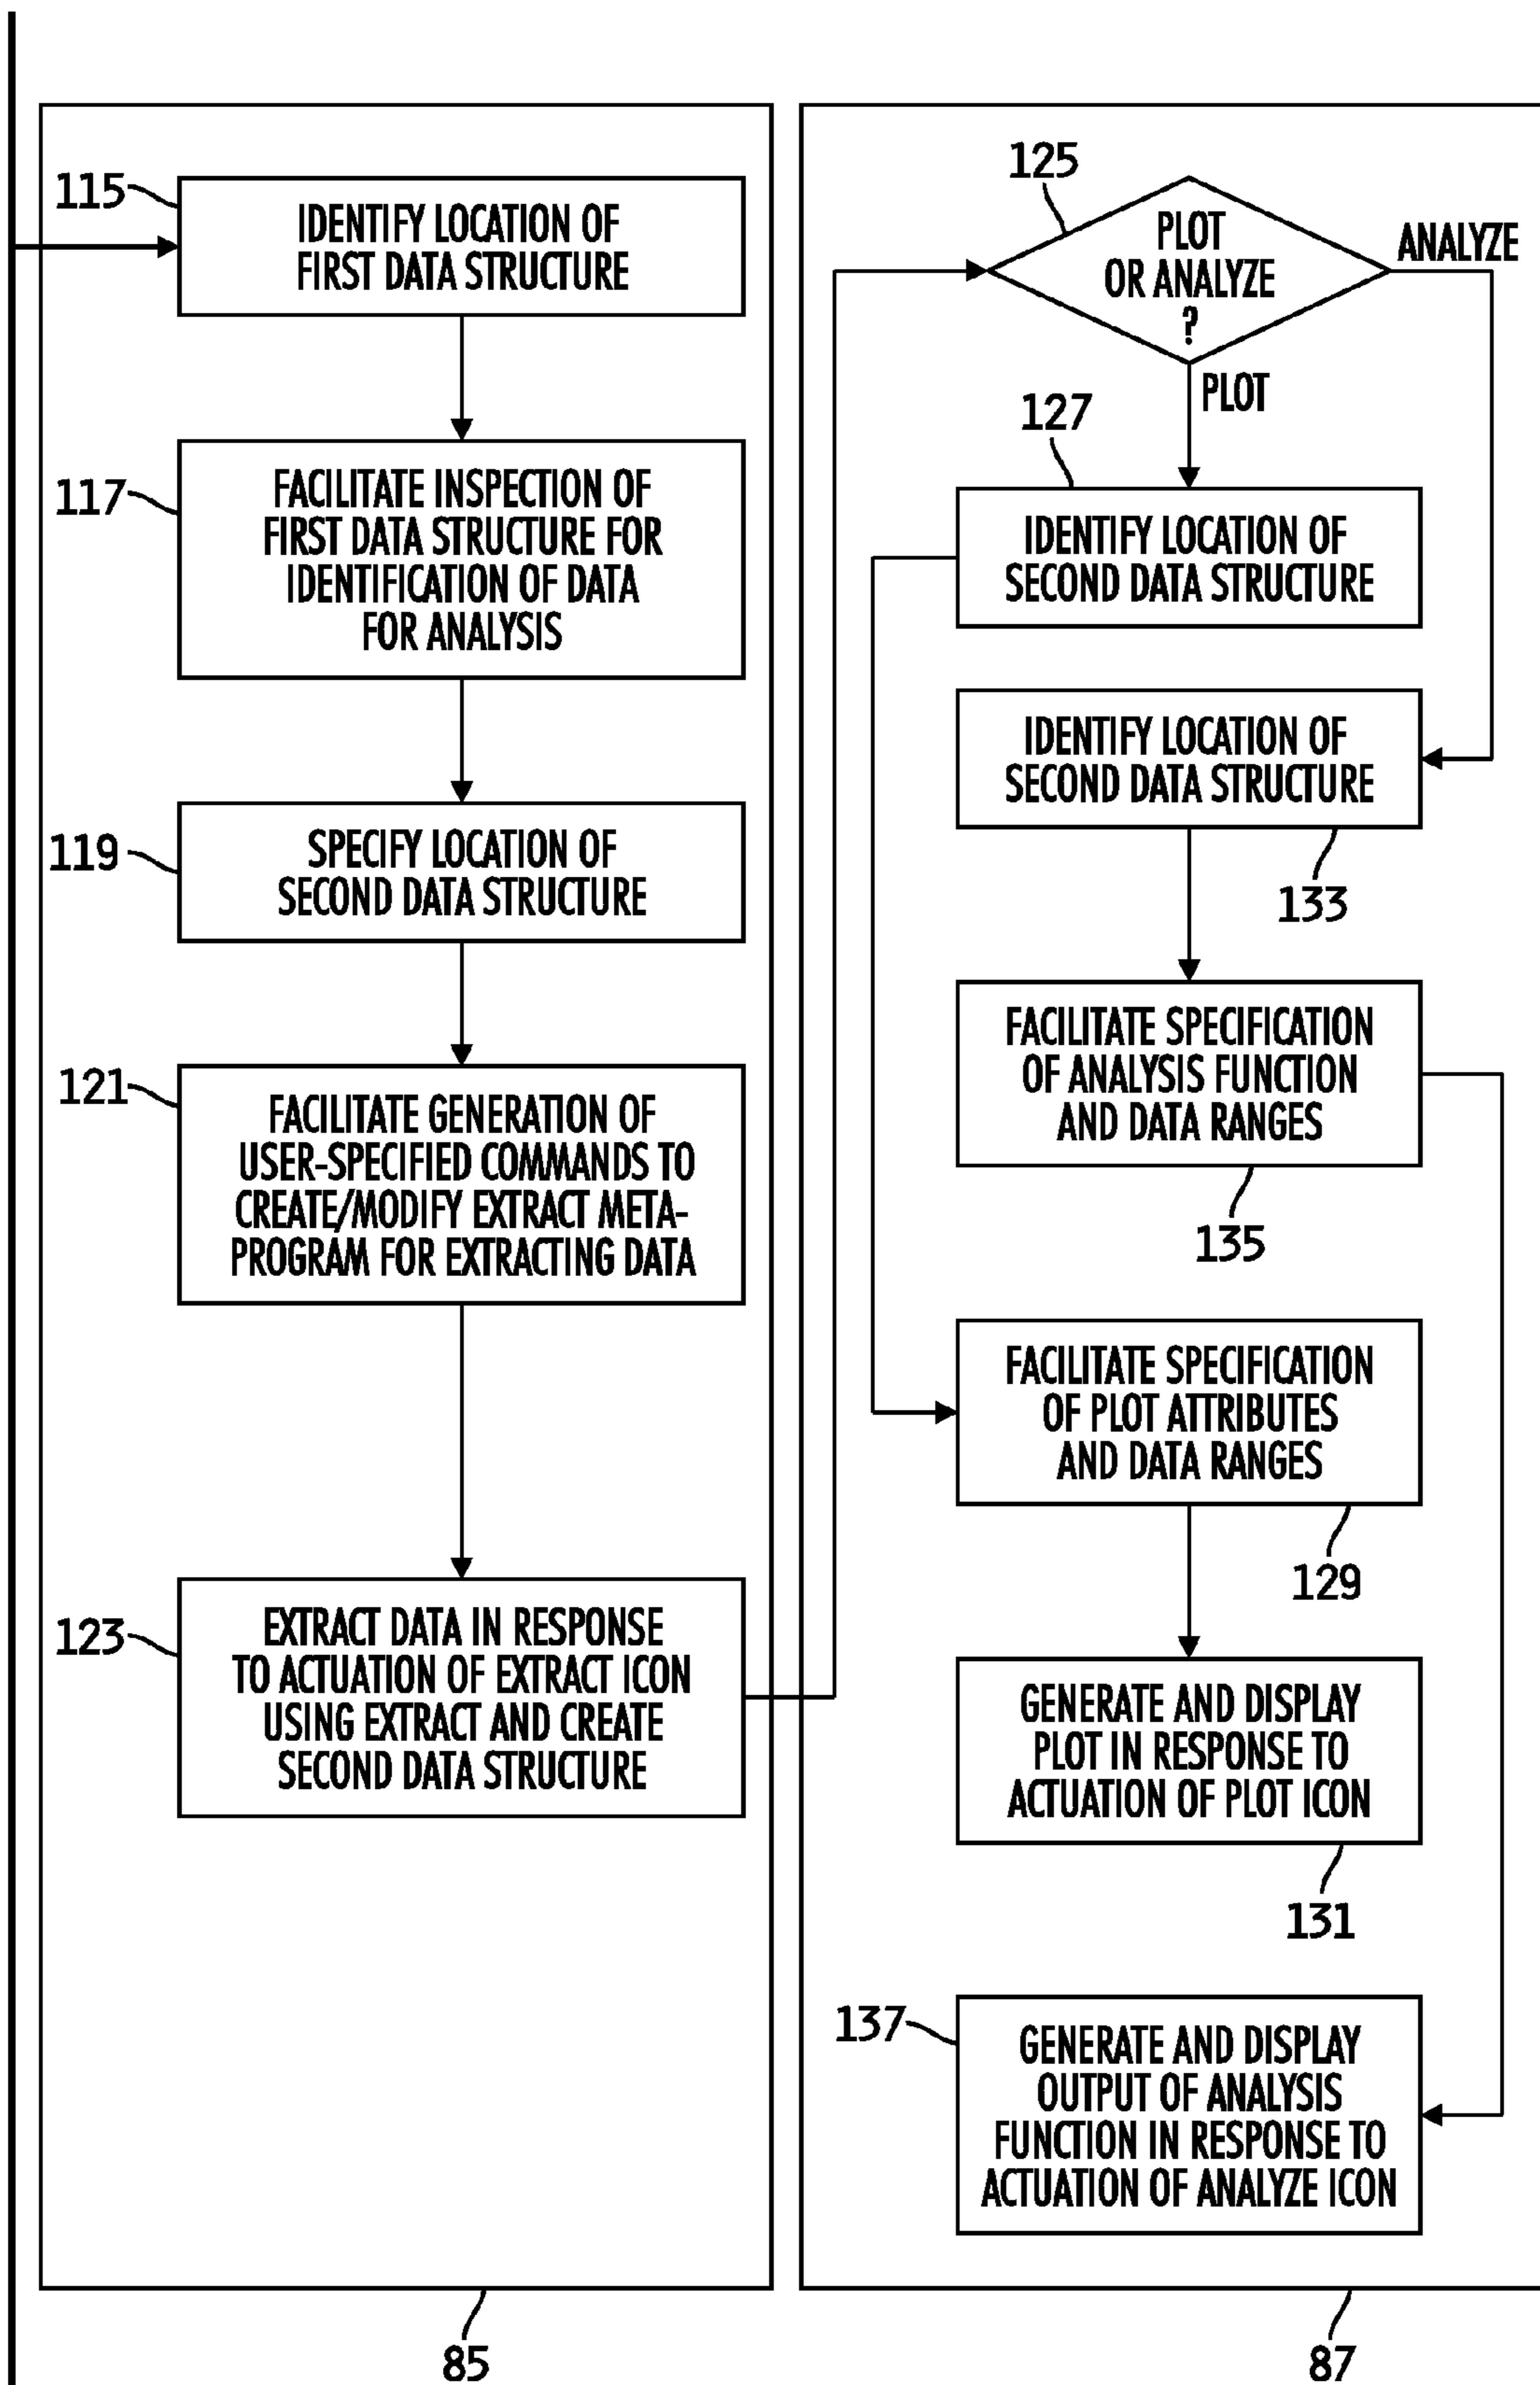 115
IDENTIFY LOCATION OF
FIRST DATA STRUCTURE
117
FACILITATE INSPECTION OF
FIRST DATA STRUCTURE FOR
IDENTIFICATION OF DATA
FOR ANALYSIS
119
SPECIFY LOCATION OF
SECOND DATA STRUCTURE
121
FACILITATE GENERATION OF
USER-SPECIFIED COMMANDS TO
CREATE/MODIFY EXTRACT META-
PROGRAM FOR EXTRACTING DATA
123
EXTRACT DATA IN RESPONSE
TO ACTUATION OF EXTRACT ICON
USING EXTRACT AND CREATE
SECOND DATA STRUCTURE
85
125
PLOT
OR ANALYZE
?
ANALYZE
PLOT
127
IDENTIFY LOCATION OF
SECOND DATA STRUCTURE
IDENTIFY LOCATION OF
SECOND DATA STRUCTURE
133
FACILITATE SPECIFICATION
OF ANALYSIS FUNCTION
AND DATA RANGES
135
FACILITATE SPECIFICATION
OF PLOT ATTRIBUTES
AND DATA RANGES
129
GENERATE AND DISPLAY
PLOT IN RESPONSE TO
ACTUATION OF PLOT ICON
131
137
GENERATE AND DISPLAY
OUTPUT OF ANALYSIS
FUNCTION IN RESPONSE TO
ACTUATION OF ANALYZE ICON
87